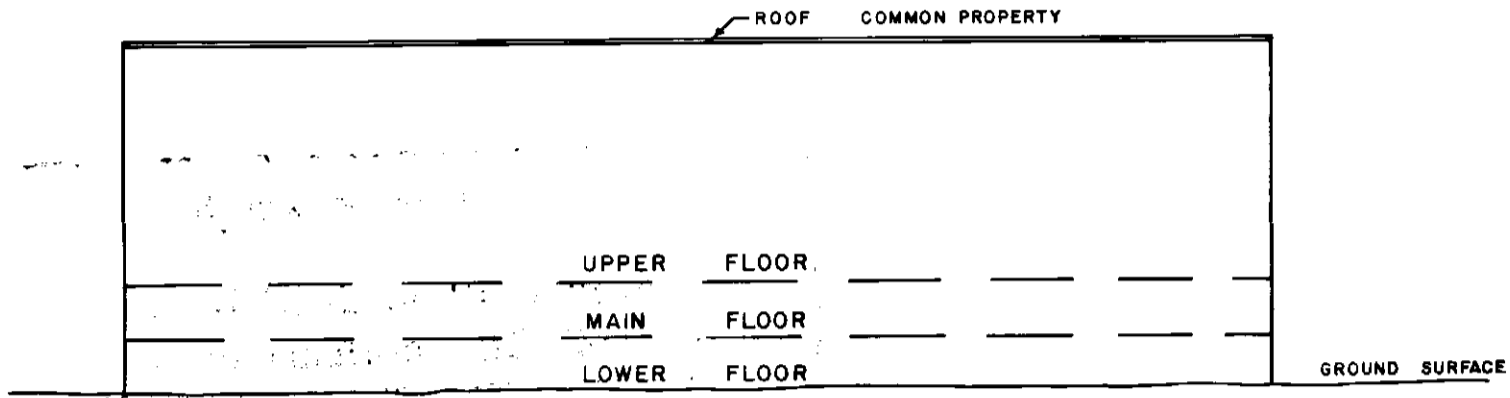 ROOF COMMON PROPERTY
UPPER FLOOR
MAIN FLOOR
LOWER FLOOR
GROUND SURFACE